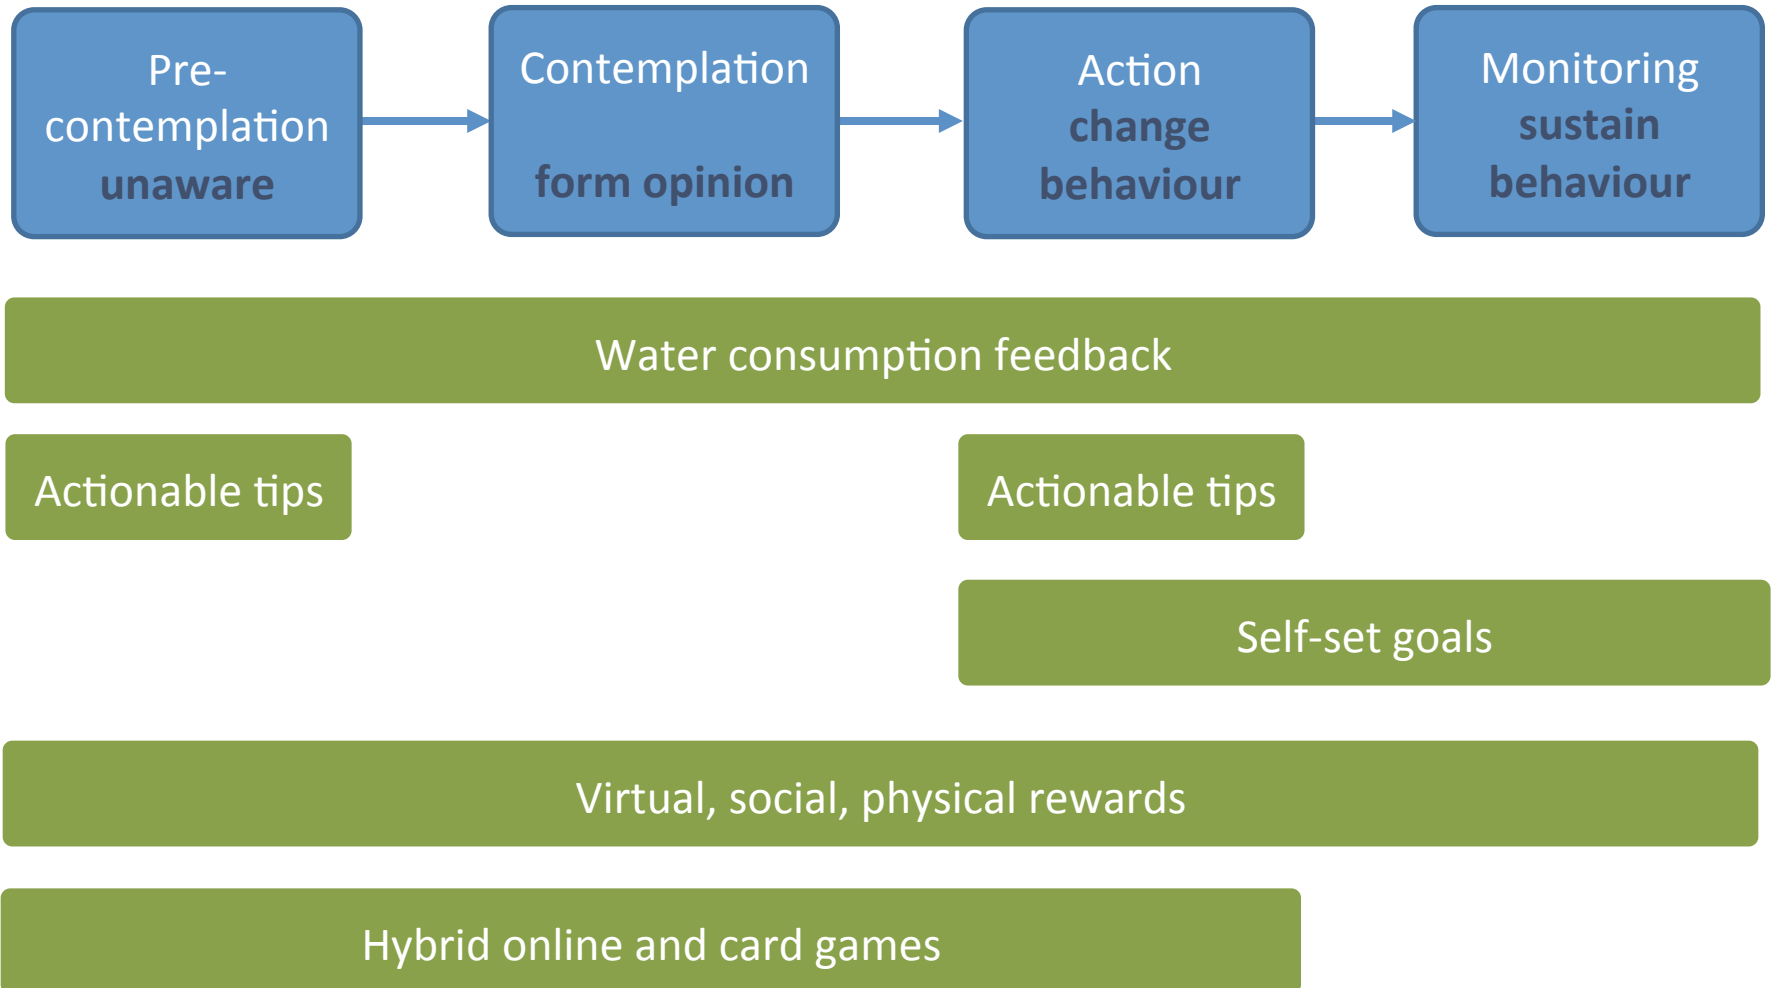 Pre-
contemplation
unaware
Contemplation
form opinion
Action
change
behaviour
Monitoring
sustain
behaviour
Water consumption feedback
Actionable tips
Actionable tips
Self-set goals
Virtual, social, physical rewards
Hybrid online and card games